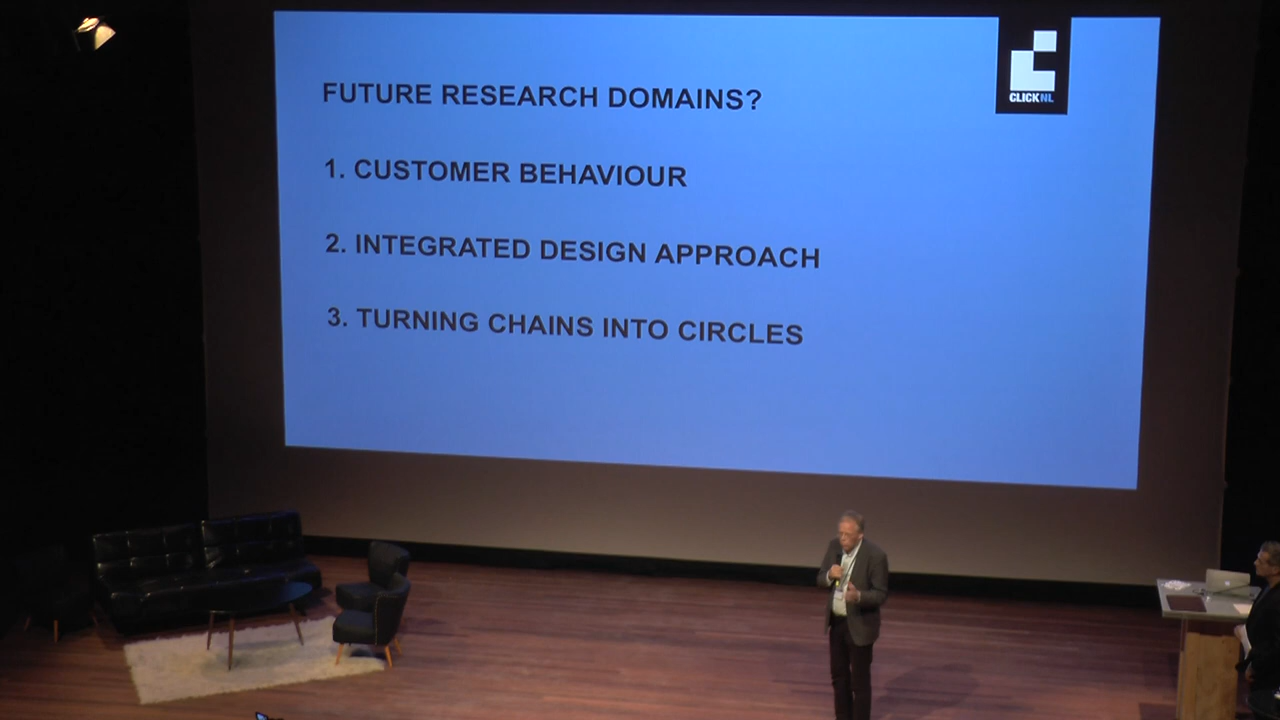 FUTURE RESEARCH DOMAINS?
CLICKNL
1. CUSTOMER BEHAVIOUR
2. INTEGRATED DESIGN APPROACH
3. TURNING CHAINS INTO CIRCLES